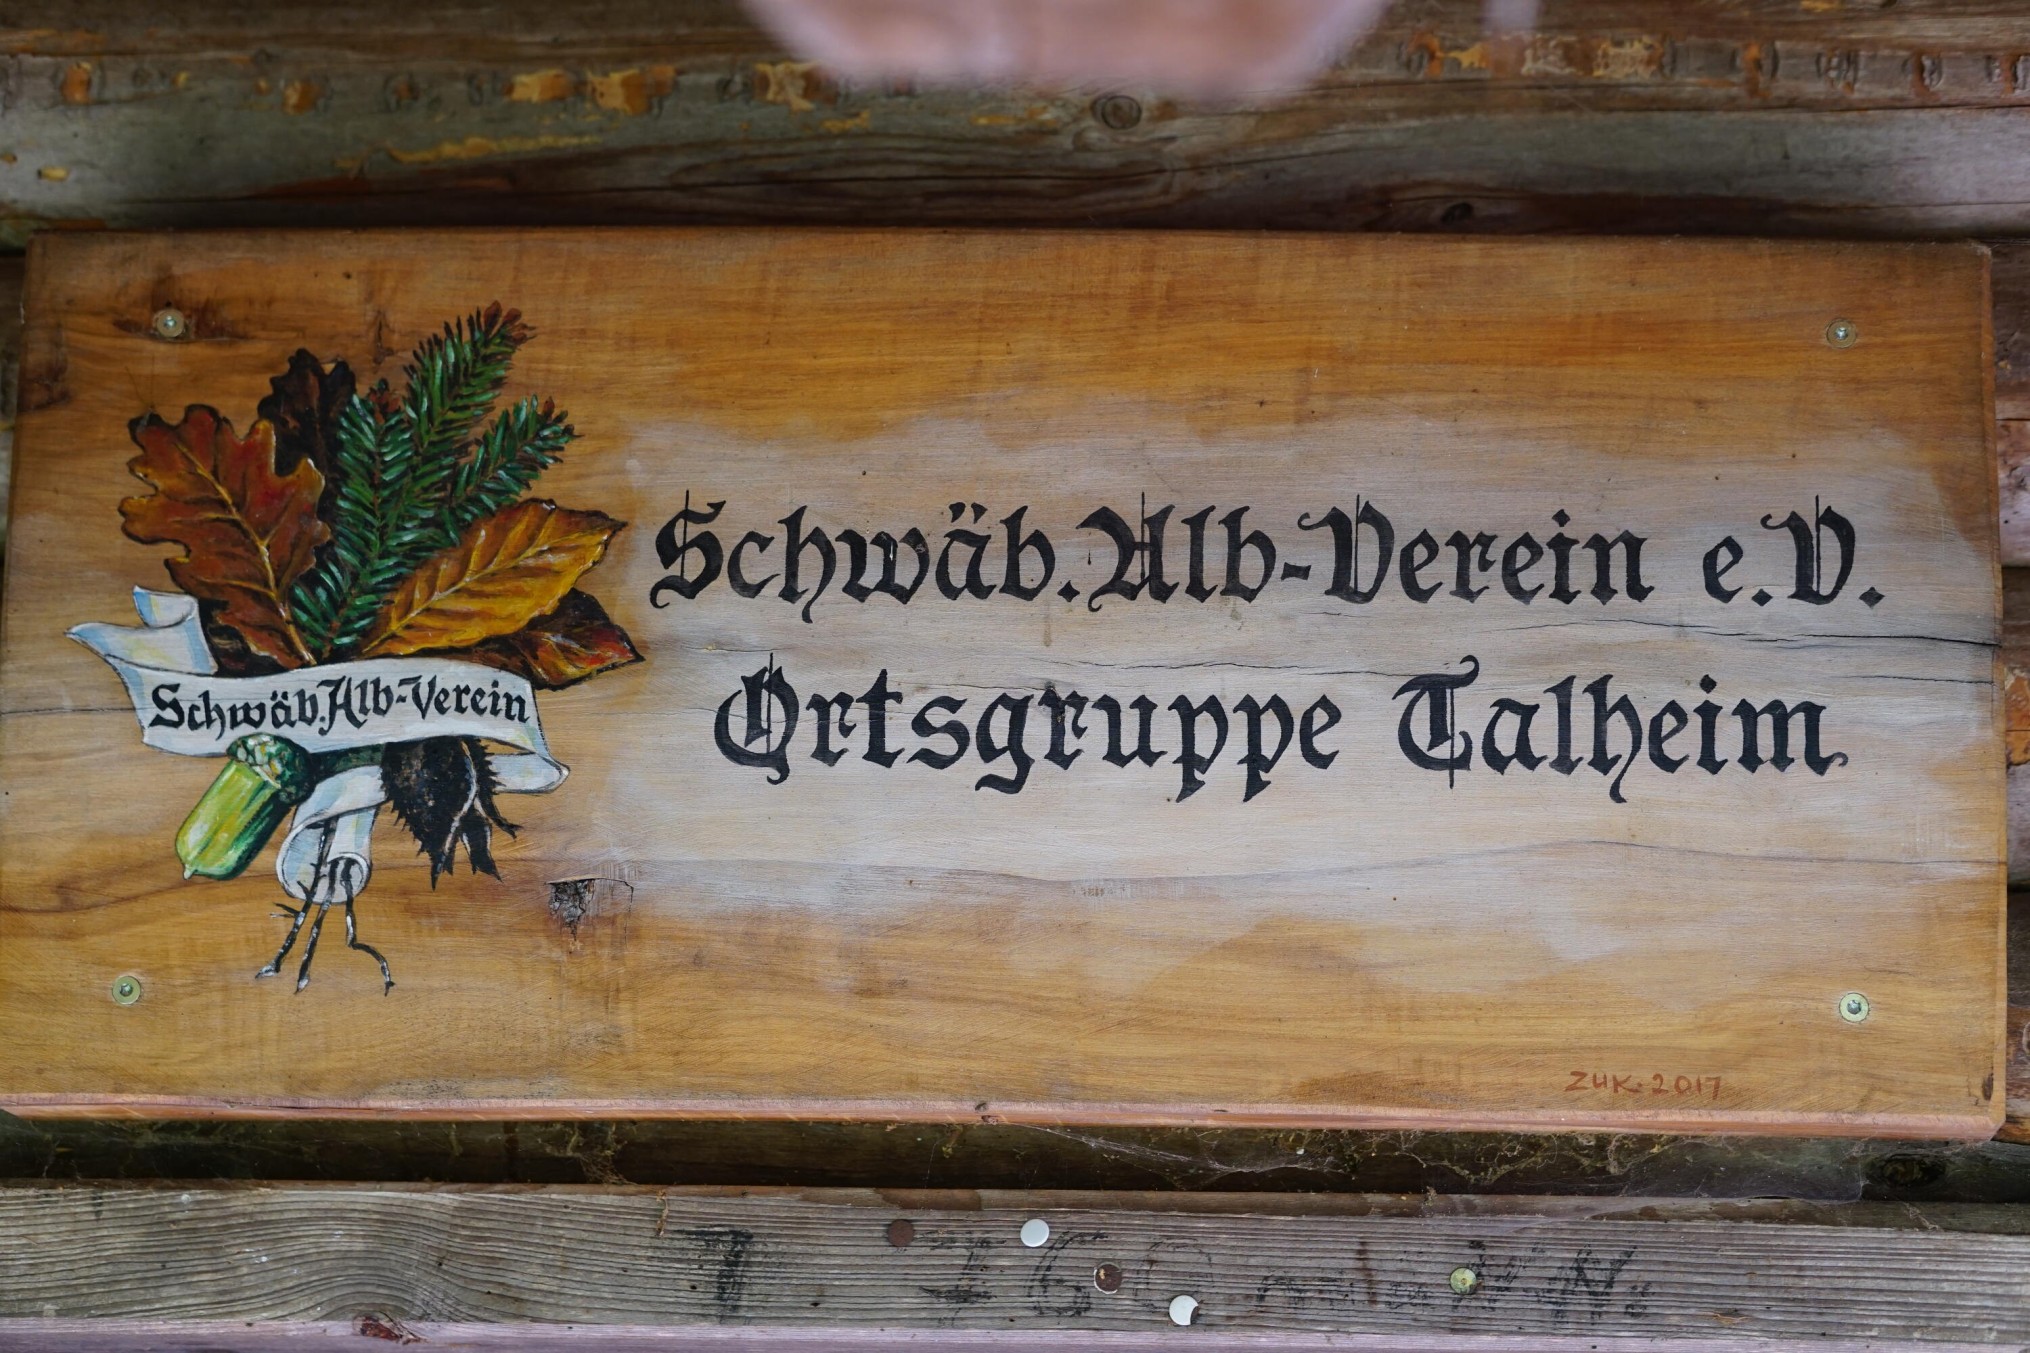 Schwäb. Alb-Verein e.V.
Ortsgruppe Talheim
Schwäb. Alb-Verein
ZUK. 2017